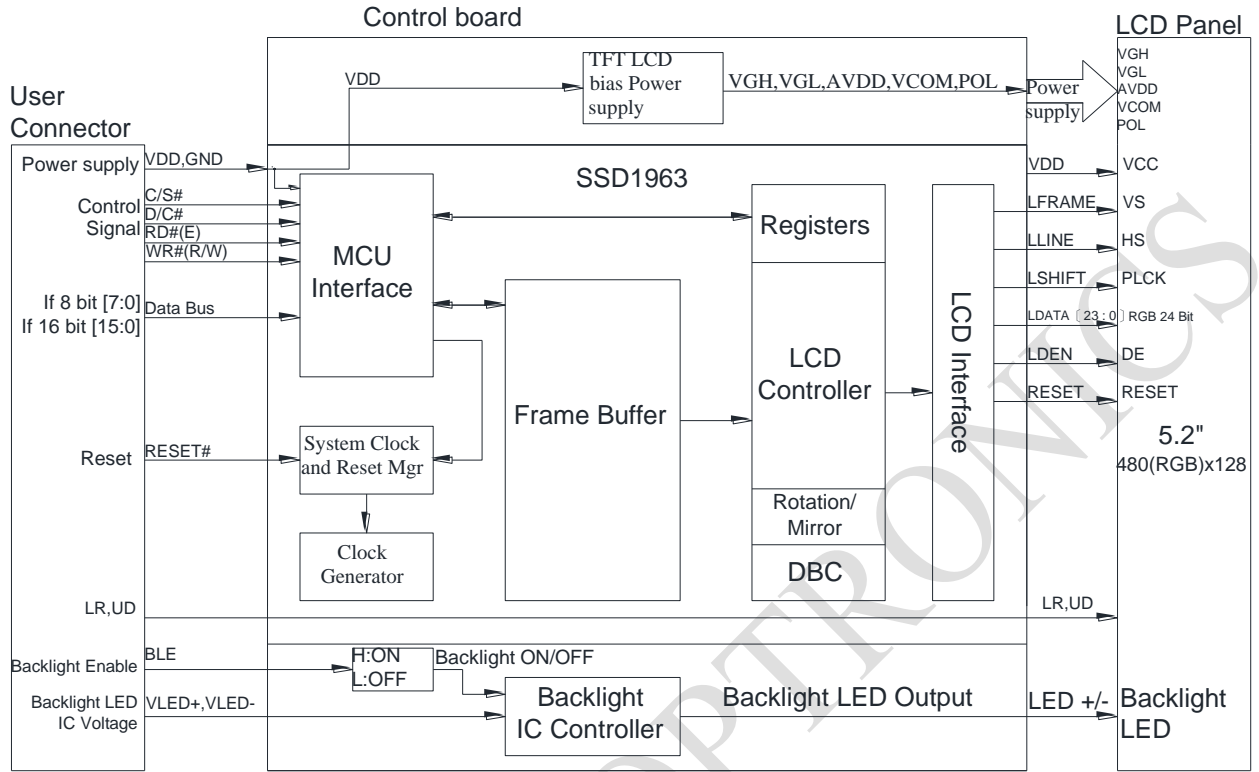 Control board
LCD Panel
User
Connector
VDD
TFT LCD
bias Power
supply
VGH,VGL,AVDD,VCOM,POL
Power
supply
VGH
VGL
AVDD
VCOM
POL
Power supply
VDD,GND
Control
Signal
C/S#
D/C#
RD#(E)
WR#(R/W)
If 8 bit [7:0]
If 16 bit [15:0]
Data Bus
MCU
Interface
SSD1963
Registers
LCD
Controller
Rotation/
Mirror
DBC
Frame Buffer
LCD Interface
VDD
VCC
LFRAME
VS
LLINE
HS
LSHIFT
PLCK
LDATA〔23:0〕RGB 24 Bit
LDEN
DE
RESET
RESET
5.2"
480(RGB)x128
Reset
RESET#
System Clock
and Reset Mgr
Clock
Generator
LR,UD
LR,UD
Backlight Enable
BLE
H:ON
L:OFF
Backlight ON/OFF
Backlight LED
IC Voltage
VLED+,VLED-
Backlight
IC Controller
Backlight LED Output
LED +/-
Backlight
LED
OPTRONICS